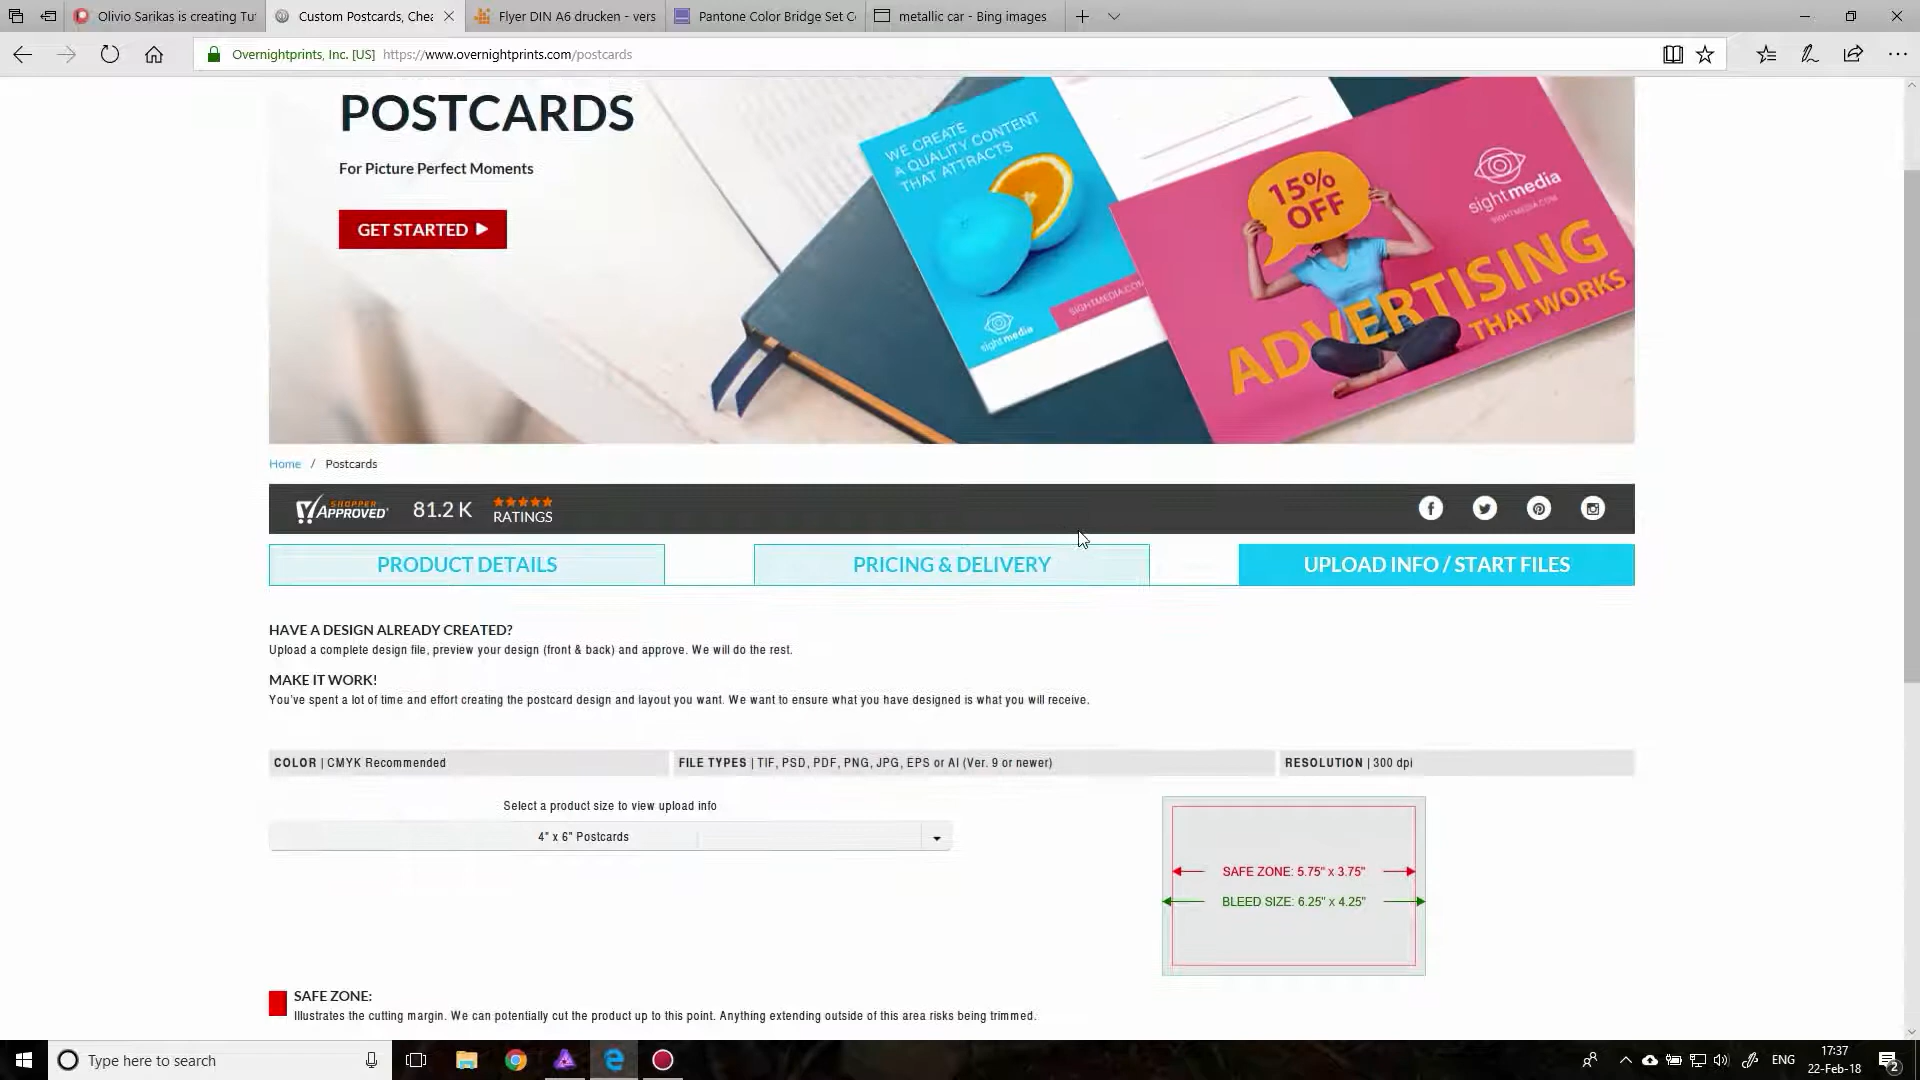 Olivio Sarikas is creating Tut
Custom Postcards, Chea
Flyer DIN A6 drucken - vers
Pantone Color Bridge Set C
metallic car - Bing images
Overnightprints, Inc. [US] https://www.overnightprints.com/postcards
POSTCARDS
For Picture Perfect Moments
GET STARTED
WE CREATE
A QUALITY CONTENT
THAT ATTRACTS
SIGHTMEDIA.COM
sightmedia
15%
OFF
sightmedia
SIGHTMEDIA.COM
ADVERTISING
THAT WORKS
Home / Postcards
SHOPPER
APPROVED
81.2 K
RATINGS
PRODUCT DETAILS
PRICING & DELIVERY
UPLOAD INFO / START FILES
HAVE A DESIGN ALREADY CREATED?
Upload a complete design file, preview your design (front & back) and approve. We will do the rest.
MAKE IT WORK!
You've spent a lot of time and effort creating the postcard design and layout you want. We want to ensure what you have designed is what you will receive.
COLOR | CMYK Recommended
FILE TYPES | TIF, PSD, PDF, PNG, JPG, EPS or AI (Ver. 9 or newer)
RESOLUTION | 300 dpi
Select a product size to view upload info
4" x 6" Postcards
SAFE ZONE: 5.75" x 3.75"
BLEED SIZE: 6.25" x 4.25"
SAFE ZONE:
Illustrates the cutting margin. We can potentially cut the product up to this point. Anything extending outside of this area risks being trimmed.
Type here to search
ENG
17:37
22-Feb-18
2